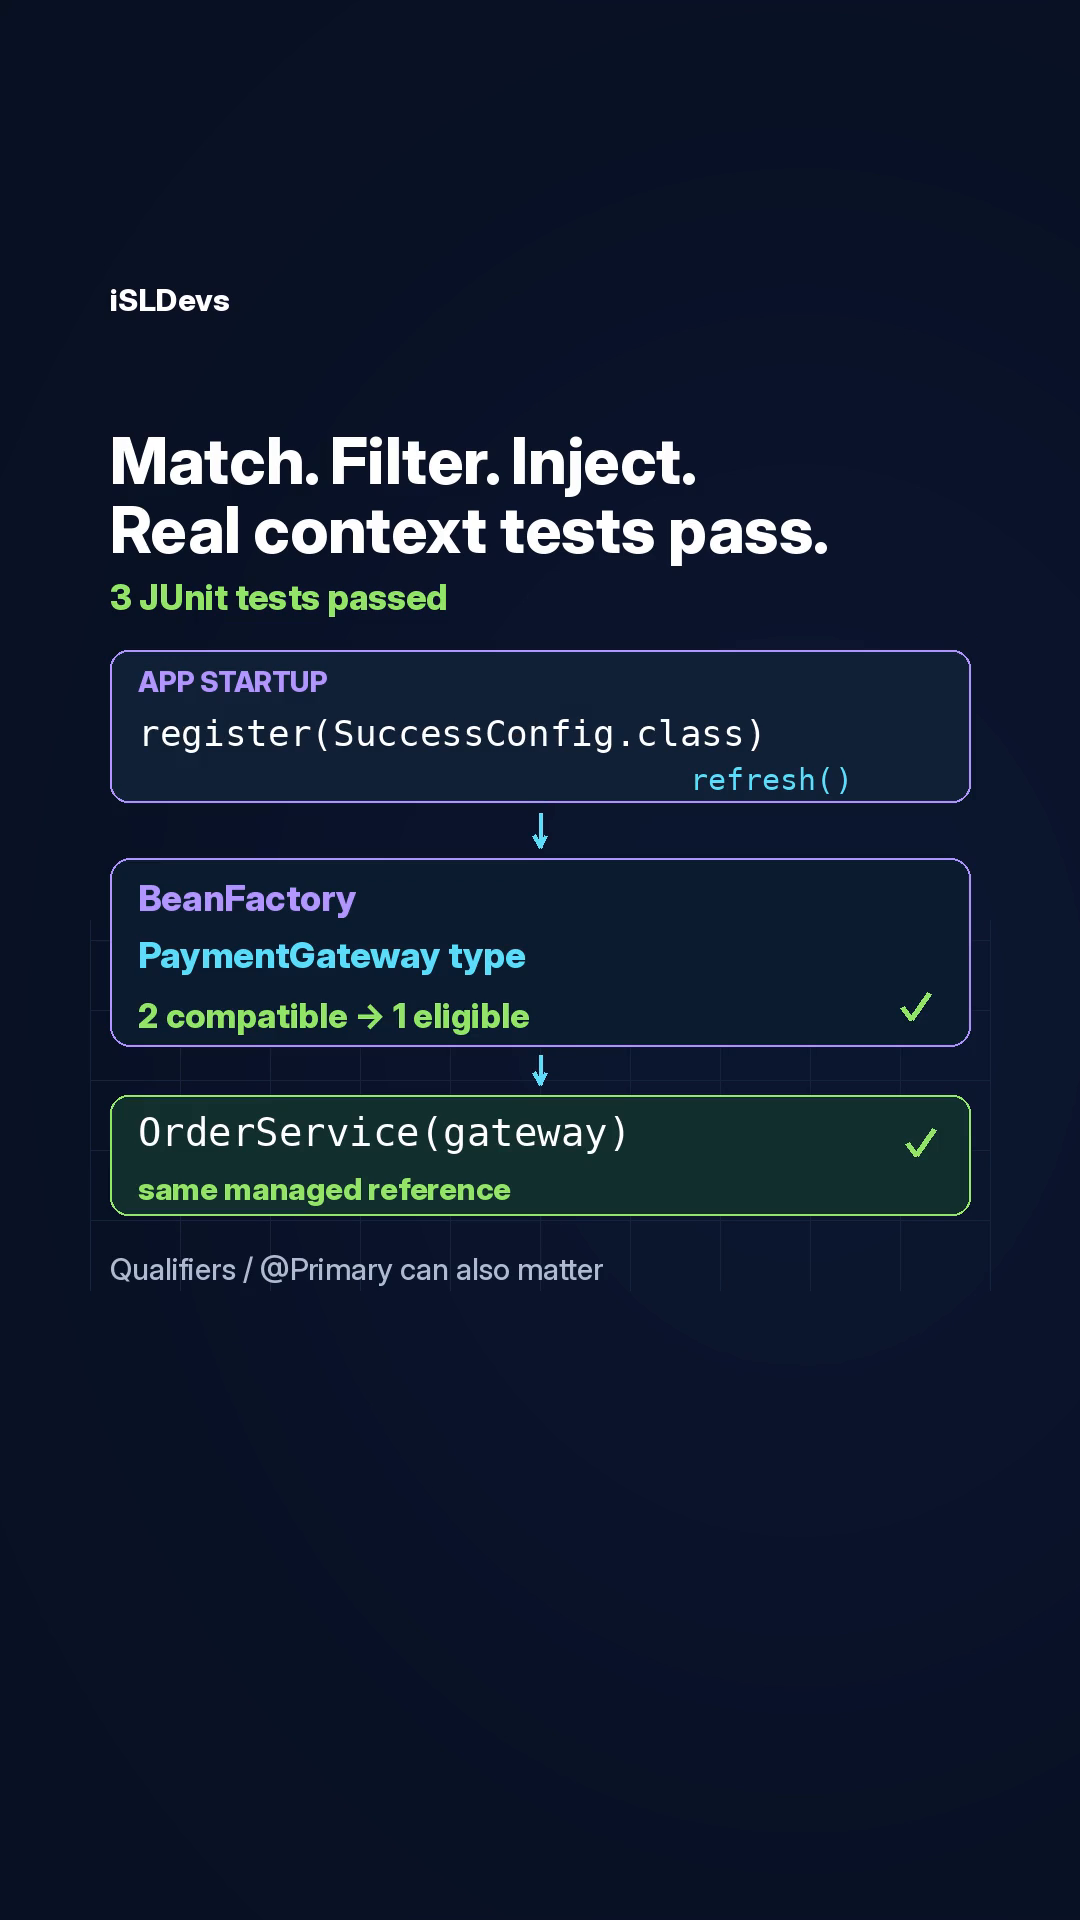 iSLDevs
Match. Filter. Inject.
Real context tests pass.
3 JUnit tests passed
APP STARTUP
register(SuccessConfig.class)
refresh()
BeanFactory
PaymentGateway type
2 compatible → 1 eligible
OrderService(gateway)
same managed reference
Qualifiers / @Primary can also matter